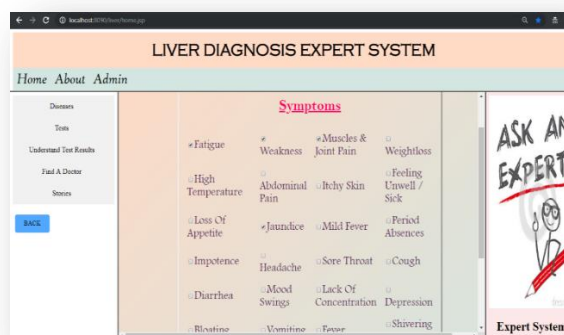 localhost:8080/liver/home.jsp
LIVER DIAGNOSIS EXPERT SYSTEM
Home About Admin
Diseases
Tests
Understand Test Results
Find A Doctor
Stories
BACK
Symptoms
Fatigue
Weakness
Muscles &
Joint Pain
Weightloss
High
Temperature
Abdominal
Pain
Itchy Skin
Feeling
Unwell /
Sick
Loss Of
Appetite
Jaundice
Mild Fever
Period
Absences
Impotence
Headache
Sore Throat
Cough
Diarrhea
Mood
Swings
Lack Of
Concentration
Depression
Bloating
Vomiting
Fever
Shivering
ASK AN
EXPERT
Expert System